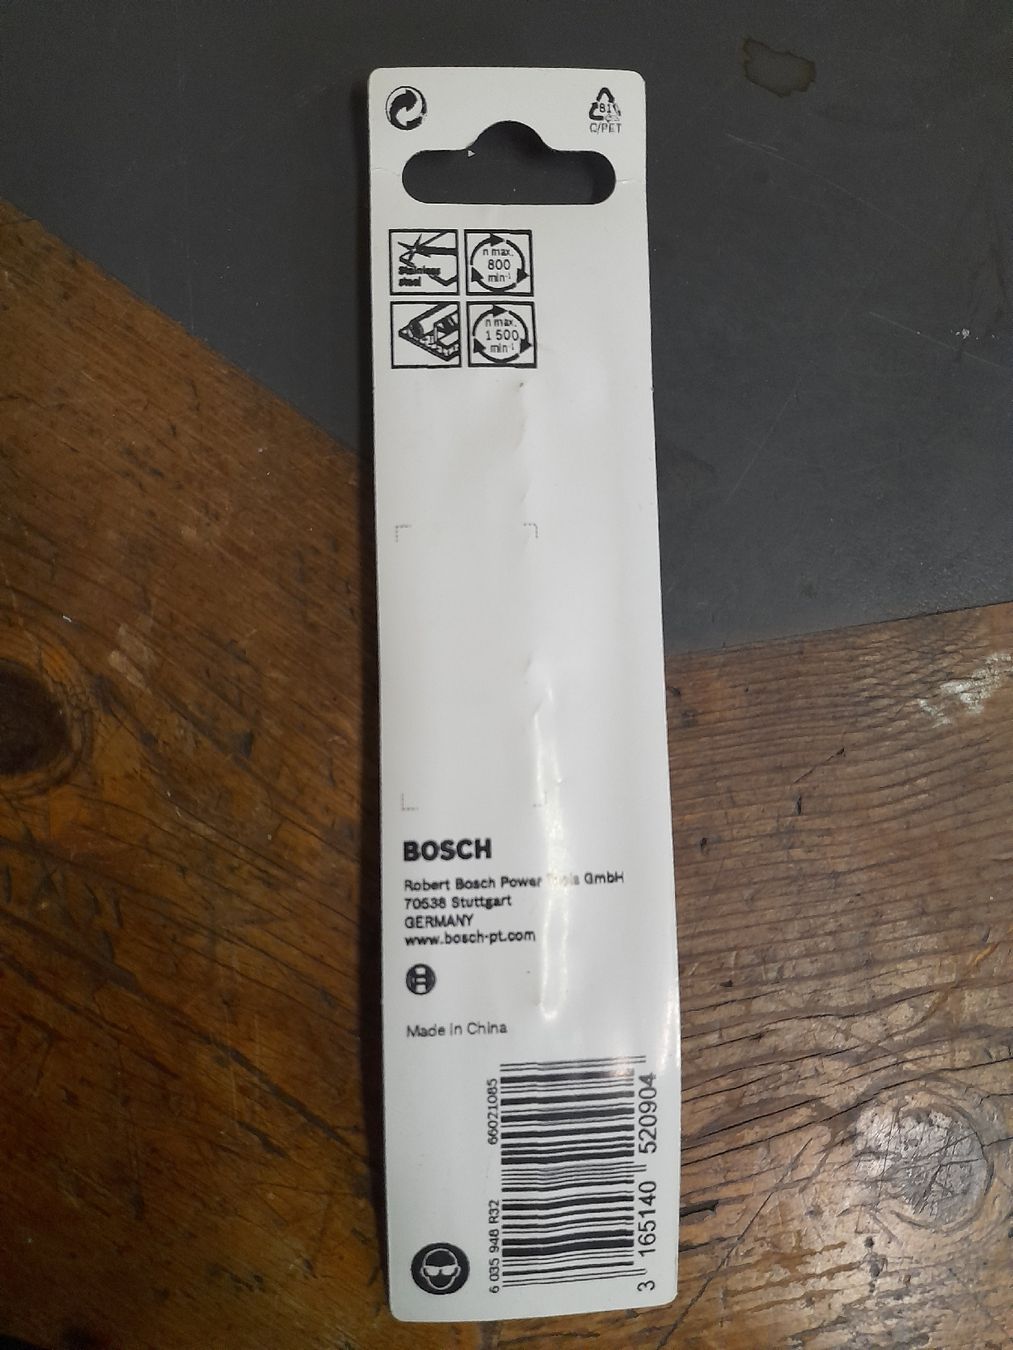 81
C/PET
Stainless
steel
n max.
800
min⁻¹
n max.
1 500
min⁻¹
BOSCH
Robert Bosch Power Tools GmbH
70538 Stuttgart
GERMANY
www.bosch-pt.com
Made in China
6 035 948 R32 66021085
3 165140 520904